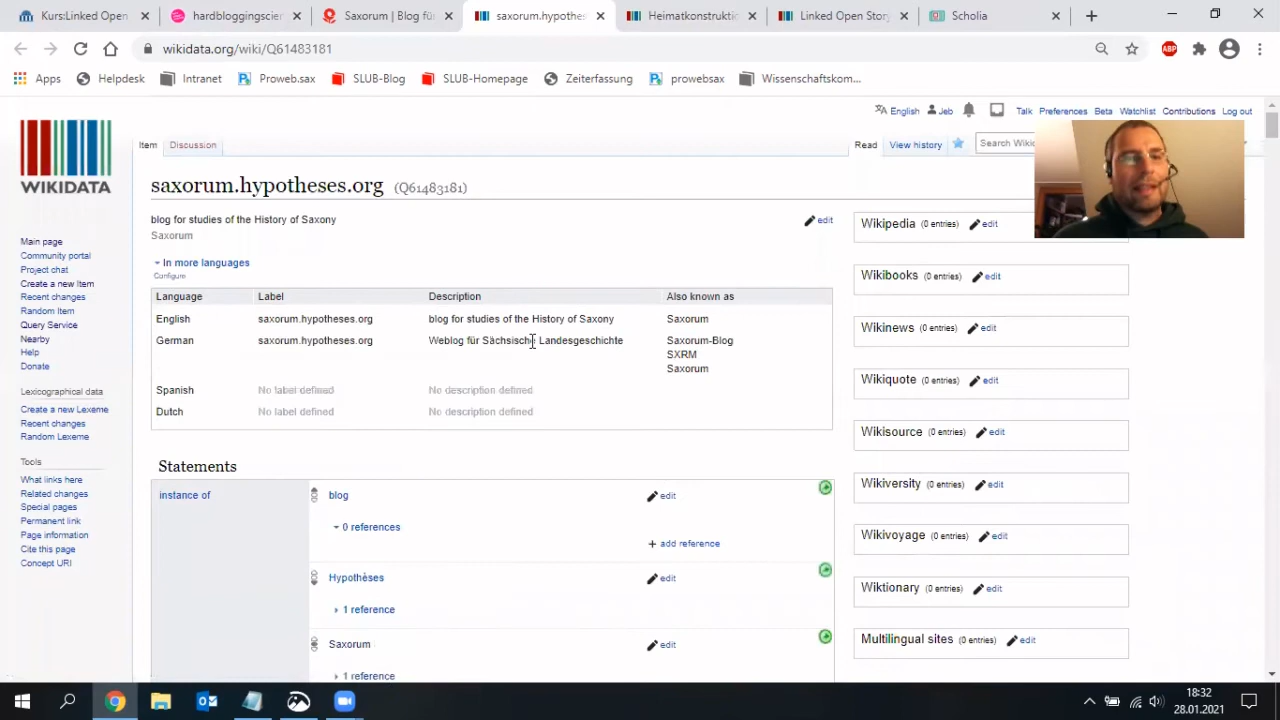 Kurs:Linked Open
hardbloggingscier
Saxorum | Blog fü
saxorum.hypothes
Heimatkonstruktio
Linked Open Story
Scholia
wikidata.org/wiki/Q61483181
ABP
Apps
Helpdesk
Intranet
Proweb.sax
SLUB-Blog
SLUB-Homepage
Zeiterfassung
prowebsax
Wissenschaftskom...
English
Jeb
Talk
Preferences
Beta
Watchlist
Contributions
Log out
WIKIDATA
Item
Discussion
Read
View history
Search Wikid
saxorum.hypotheses.org (Q61483181)
blog for studies of the History of Saxony
edit
Saxorum
In more languages
Configure
Language Label Description Also known as
English saxorum.hypotheses.org blog for studies of the History of Saxony Saxorum
German saxorum.hypotheses.org Weblog für Sächsische Landesgeschichte Saxorum-Blog
SXRM
Saxorum
Spanish No label defined No description defined
Dutch No label defined No description defined
Statements
instance of
blog
edit
0 references
+ add reference
Hypothèses
edit
1 reference
Saxorum
edit
1 reference
Main page
Community portal
Project chat
Create a new Item
Recent changes
Random Item
Query Service
Nearby
Help
Donate
Lexicographical data
Create a new Lexeme
Recent changes
Random Lexeme
Tools
What links here
Related changes
Special pages
Permanent link
Page information
Cite this page
Concept URI
Wikipedia (0 entries) edit
Wikibooks (0 entries) edit
Wikinews (0 entries) edit
Wikiquote (0 entries) edit
Wikisource (0 entries) edit
Wikiversity (0 entries) edit
Wikivoyage (0 entries) edit
Wiktionary (0 entries) edit
Multilingual sites (0 entries) edit
18:32
28.01.2021